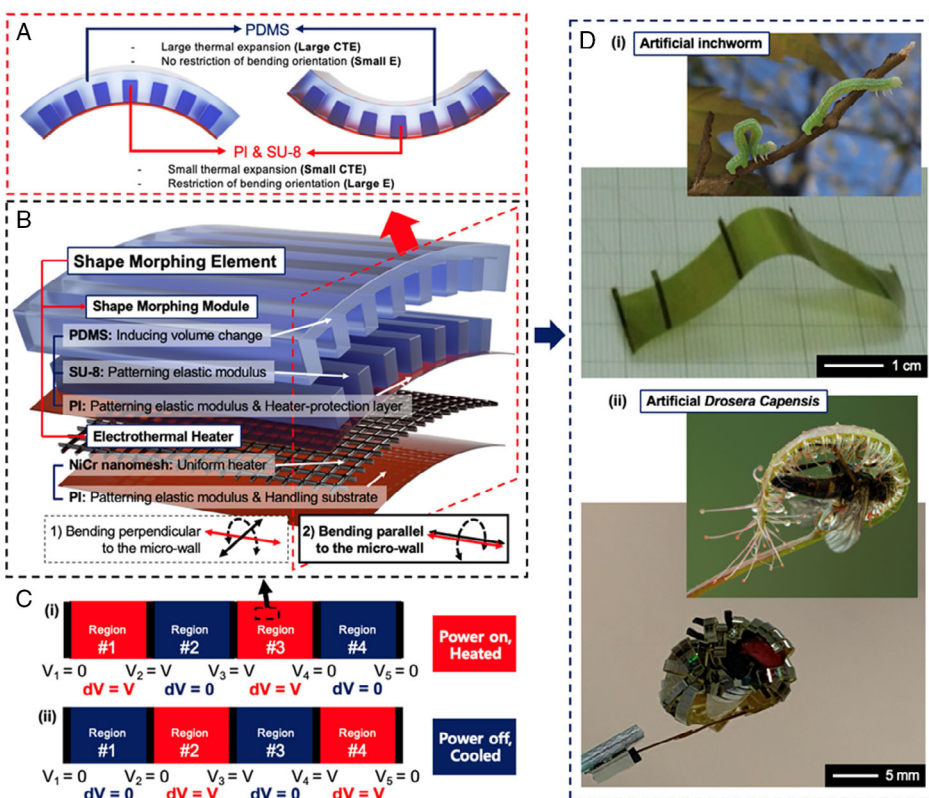 A
PDMS
- Large thermal expansion (Large CTE)
- No restriction of bending orientation (Small E)
PI & SU-8
- Small thermal expansion (Small CTE)
- Restriction of bending orientation (Large E)
B
Shape Morphing Element
Shape Morphing Module
PDMS: Inducing volume change
SU-8: Patterning elastic modulus
PI: Patterning elastic modulus & Heater-protection layer
Electrothermal Heater
NiCr nanomesh: Uniform heater
PI: Patterning elastic modulus & Handling substrate
1) Bending perpendicular
to the micro-wall
2) Bending parallel
to the micro-wall
C
(i)
Region #1 Region #2 Region #3 Region #4
Power on,
Heated
V1 = 0 V2 = V V3 = V V4 = 0 V5 = 0
dV = V dV = 0 dV = V dV = 0
(ii)
Region #1 Region #2 Region #3 Region #4
Power off,
Cooled
V1 = 0 V2 = 0 V3 = V V4 = V V5 = 0
dV = 0 dV = V dV = 0 dV = V
D
(i) Artificial inchworm
1 cm
(ii) Artificial Drosera Capensis
5 mm